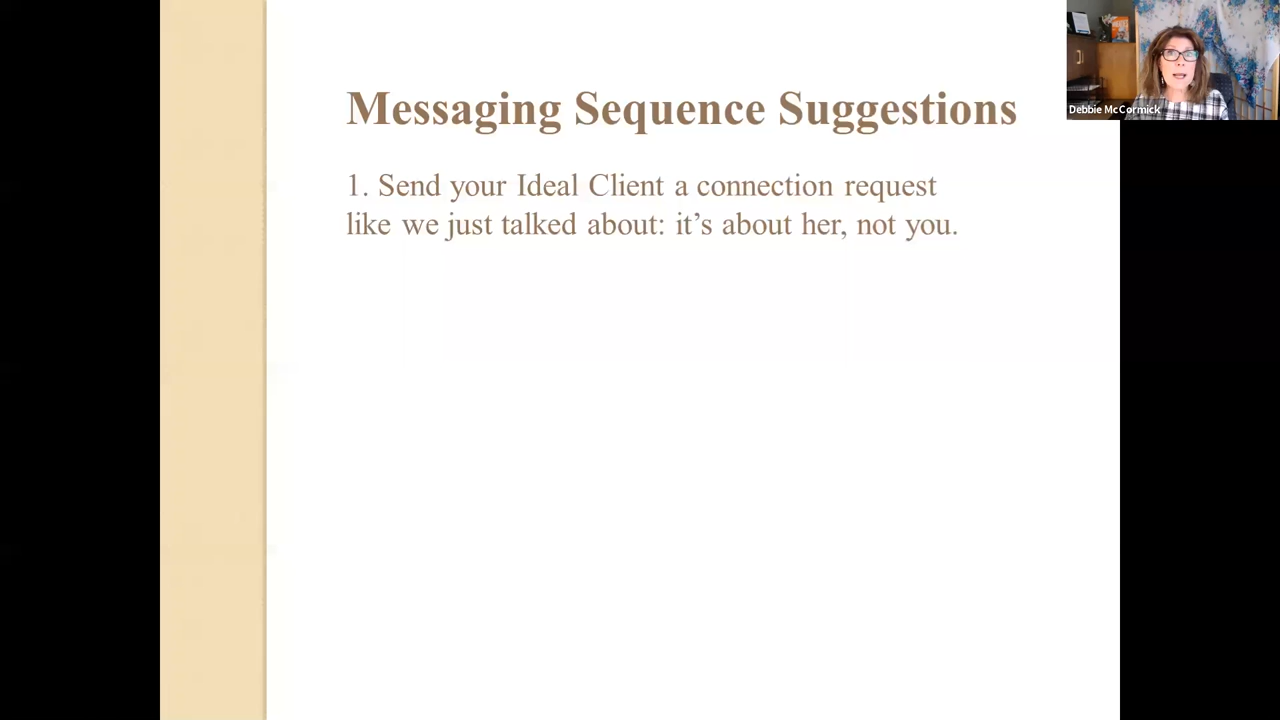 Messaging Sequence Suggestions
1. Send your Ideal Client a connection request
like we just talked about: it’s about her, not you.
Debbie McCormick